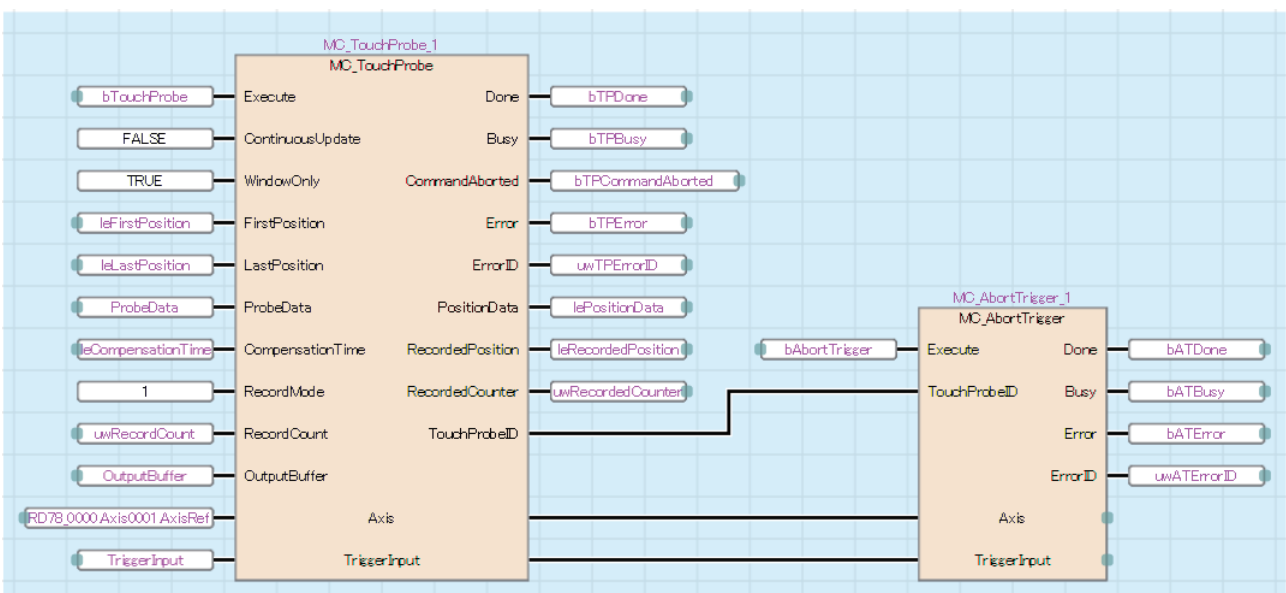 MC_TouchProbe_1
MC_TouchProbe
bTouchProbe Execute Done bTPDone
FALSE ContinuousUpdate Busy bTPBusy
TRUE WindowOnly CommandAborted bTPCommandAborted
leFirstPosition FirstPosition Error bTPError
leLastPosition LastPosition ErrorID uwTPErrorID
ProbeData ProbeData PositionData lePositionData
leCompensationTime CompensationTime RecordedPosition leRecordedPosition
1 RecordMode RecordedCounter uwRecordedCounter
uwRecordCount RecordCount TouchProbeID
OutputBuffer OutputBuffer
RD78_0000.Axis0001.AxisRef Axis
TriggerInput TriggerInput
MC_AbortTrigger_1
MC_AbortTrigger
bAbortTrigger Execute Done bATDone
TouchProbeID Busy bATBusy
Error bATError
ErrorID uwATErrorID
Axis
TriggerInput